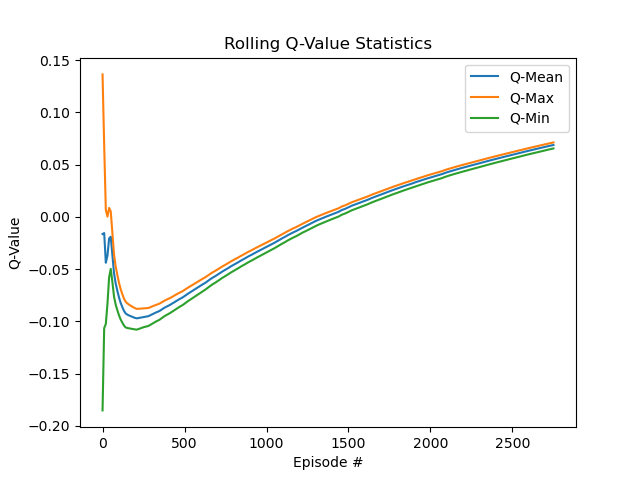 Rolling Q-Value Statistics
Q-Mean
Q-Max
Q-Min
Q-Value
0.15
0.10
0.05
0.00
−0.05
−0.10
−0.15
−0.20
0
500
1000
1500
2000
2500
Episode #